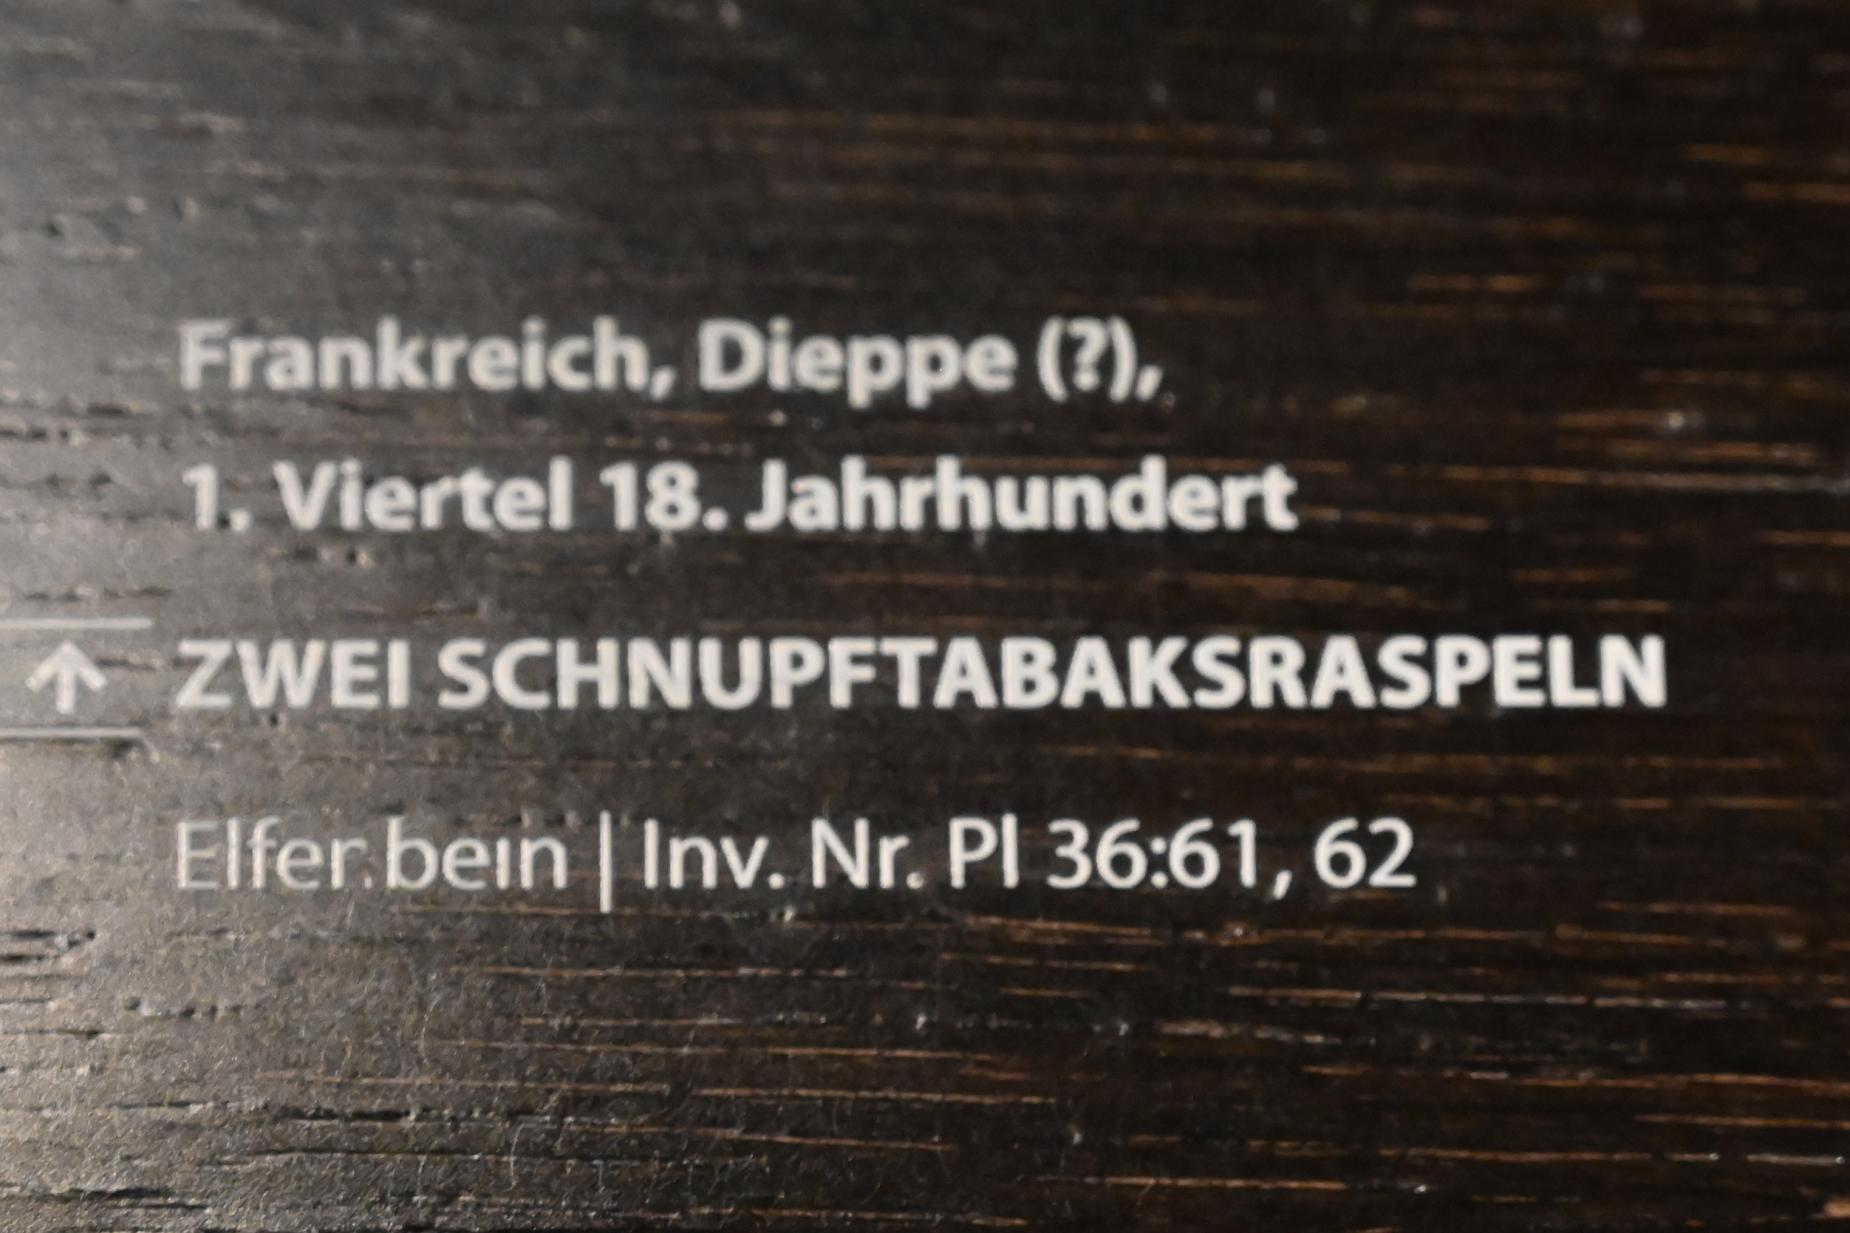 Frankreich, Dieppe (?),
1. Viertel 18. Jahrhundert
↑ ZWEI SCHNUPFTABAKSRASPELN
Elfenbein | Inv. Nr. Pl 36:61, 62